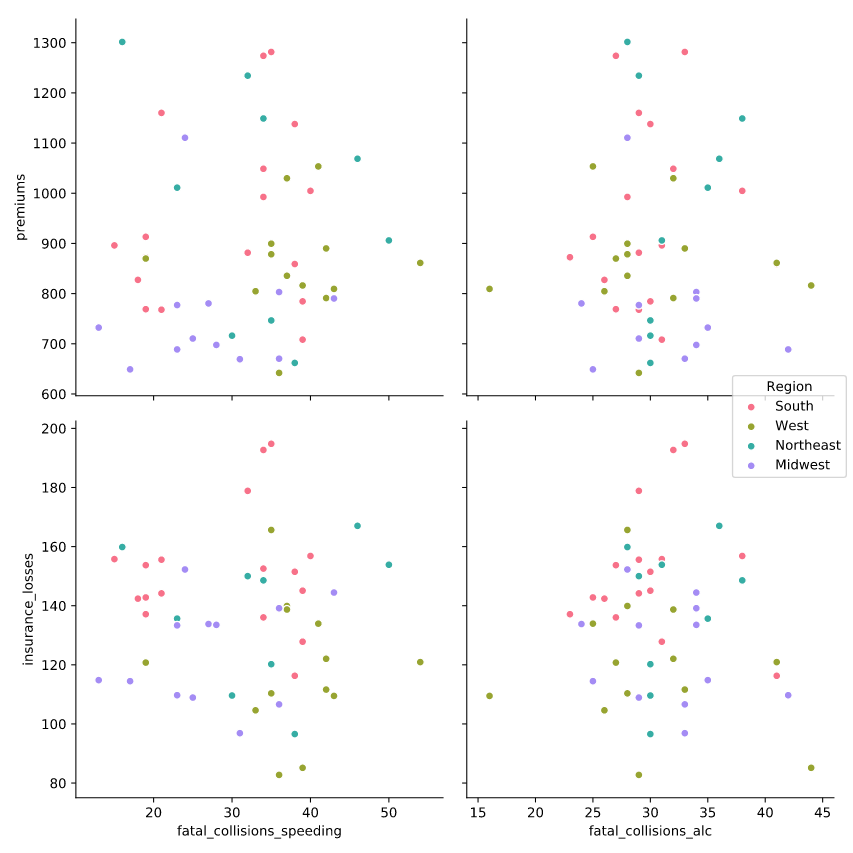 1300
1200
1100
1000
900
800
700
600
premiums
Region
South
West
Northeast
Midwest
200
180
160
140
120
100
80
insurance_losses
20 30 40 50
fatal_collisions_speeding
15 20 25 30 35 40 45
fatal_collisions_alc